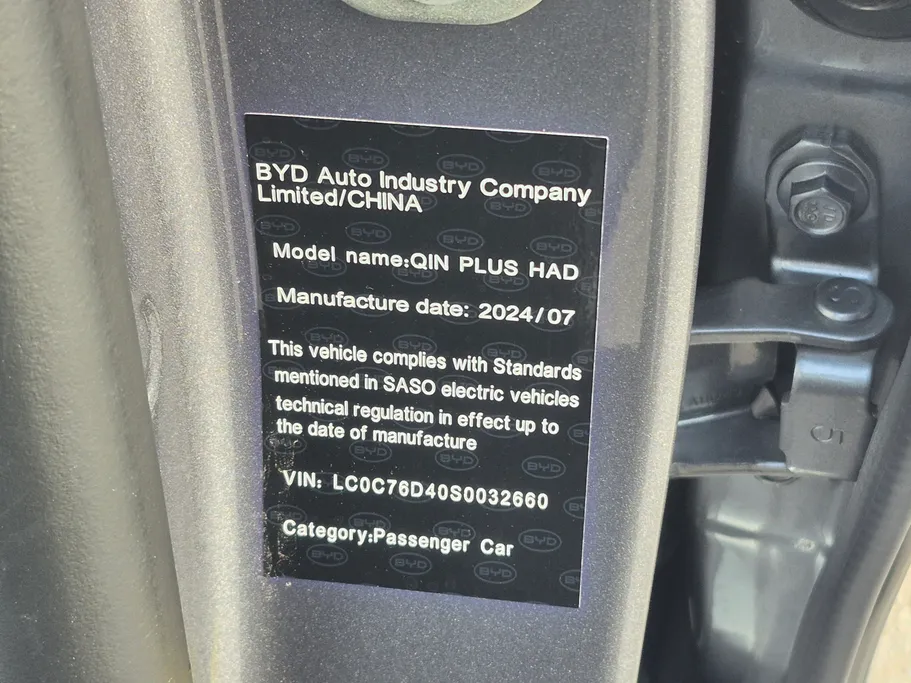 BYD Auto Industry Company
Limited/CHINA
Model name:QIN PLUS HAD
Manufacture date: 2024/07
This vehicle complies with Standards
mentioned in SASO electric vehicles
technical regulation in effect up to
the date of manufacture
VIN: LC0C76D40S0032660
Category:Passenger Car